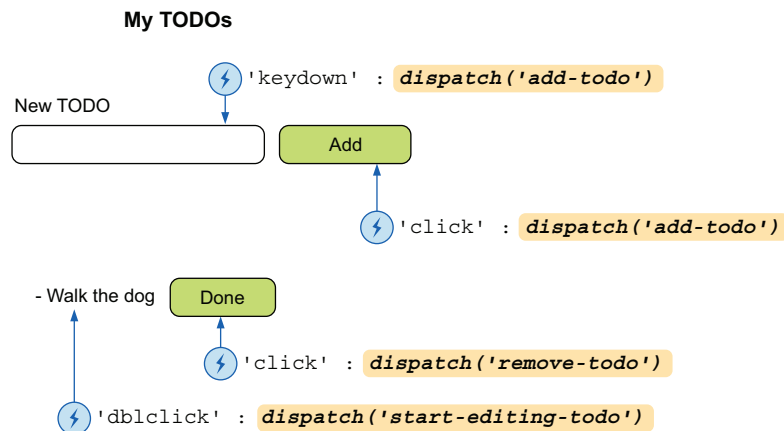 My TODOs
'keydown' : dispatch('add-todo')
New TODO
Add
'click' : dispatch('add-todo')
- Walk the dog
Done
'click' : dispatch('remove-todo')
'dblclick' : dispatch('start-editing-todo')